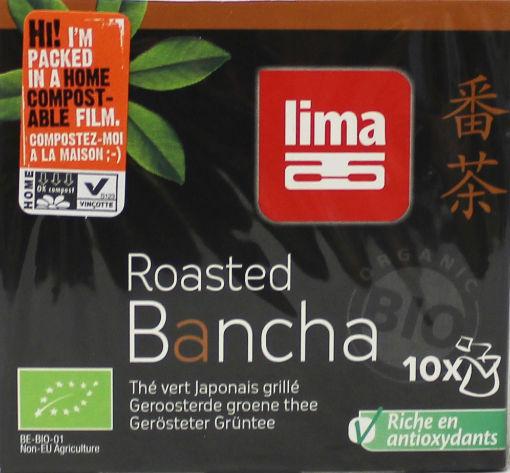 Hi! I'M
PACKED
IN A HOME
COMPOST-
ABLE FILM.
COMPOSTEZ-MOI
A LA MAISON ;-)
HOME
OK compost
VINÇOTTE
lima
番
茶
ORGANIC
BIO
Roasted
Bancha
10x
Thé vert Japonais grillé
Geroosterde groene thee
Gerösteter Grüntee
BE-BIO-01
Non-EU Agriculture
Riche en
antioxydants